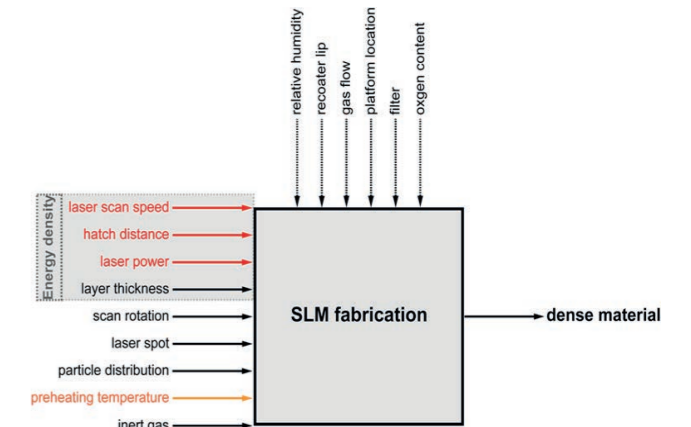 relative humidity
recoater lip
gas flow
platform location
filter
oxgen content
Energy density
laser scan speed
hatch distance
laser power
layer thickness
scan rotation
laser spot
particle distribution
preheating temperature
inert gas
SLM fabrication
dense material